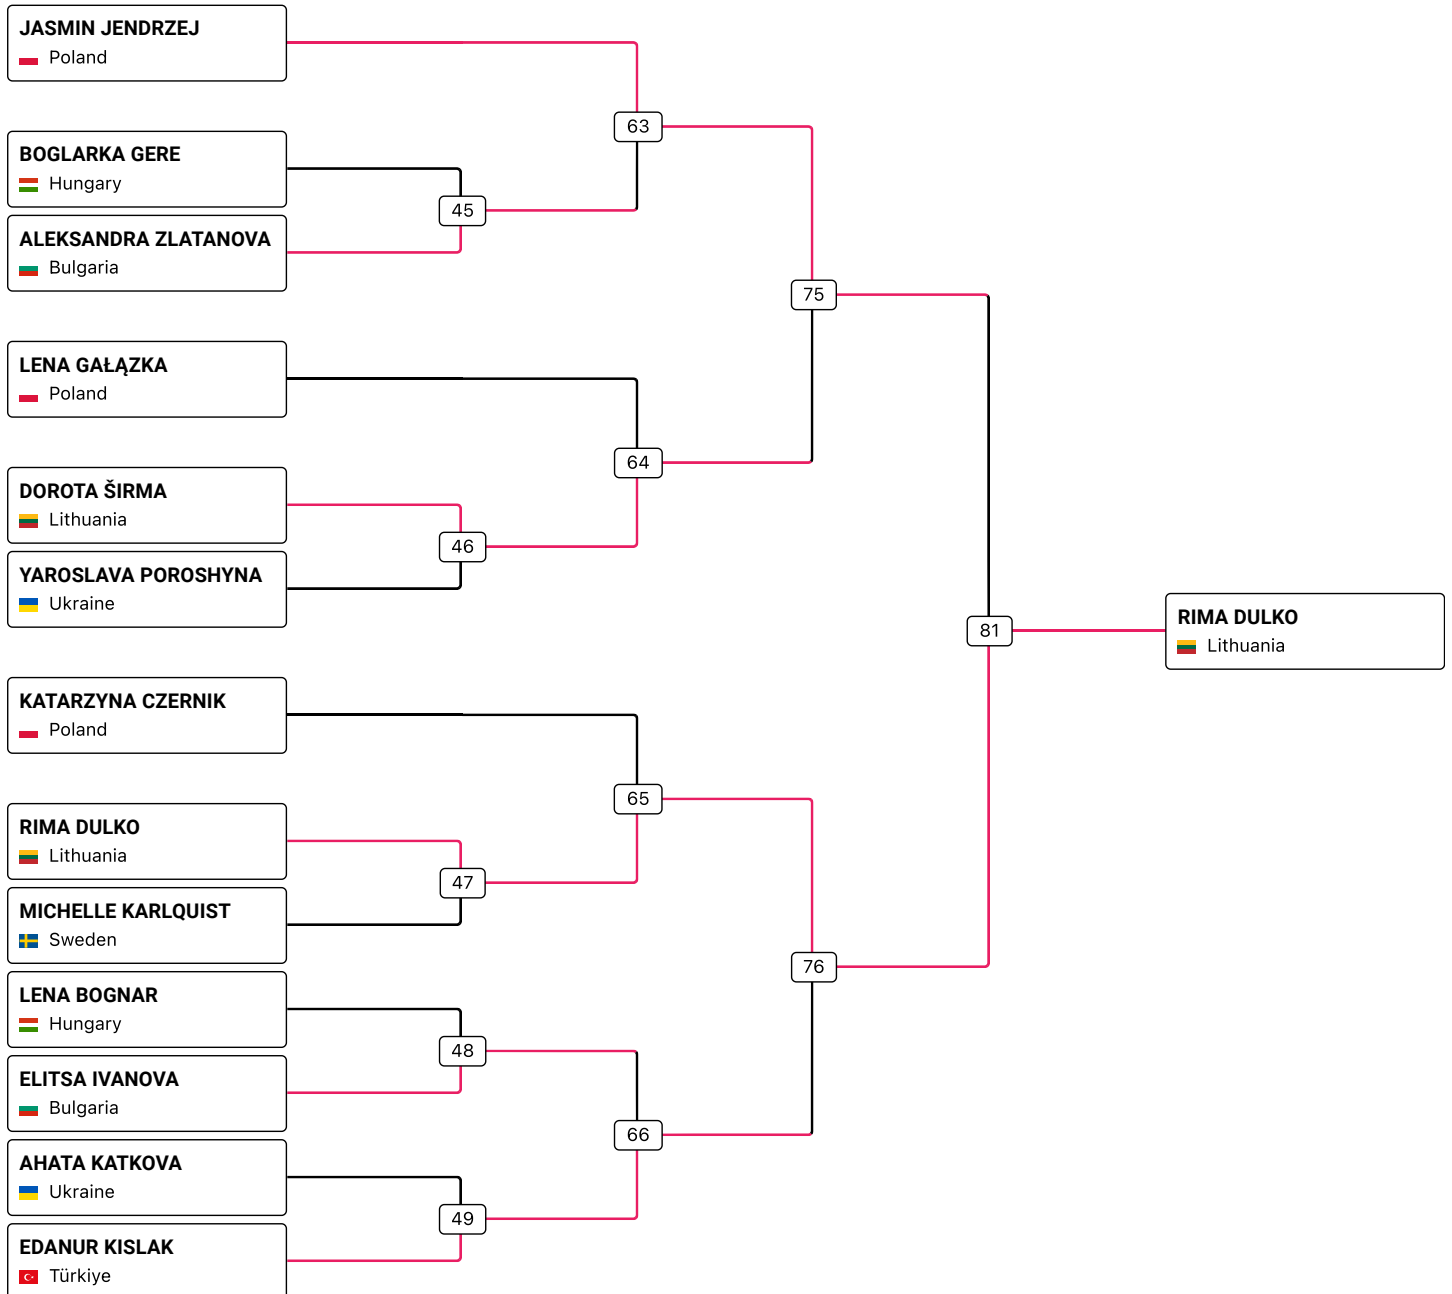 JASMIN JENDRZEJ
Poland
63
BOGLARKA GERE
Hungary
45
ALEKSANDRA ZLATANOVA
Bulgaria
75
LENA GAŁĄZKA
Poland
64
DOROTA ŠIRMA
Lithuania
46
YAROSLAVA POROSHYNA
Ukraine
81
RIMA DULKO
Lithuania
KATARZYNA CZERNIK
Poland
65
RIMA DULKO
Lithuania
47
MICHELLE KARLQUIST
Sweden
76
LENA BOGNAR
Hungary
48
ELITSA IVANOVA
Bulgaria
66
AHATA KATKOVA
Ukraine
49
EDANUR KISLAK
Türkiye